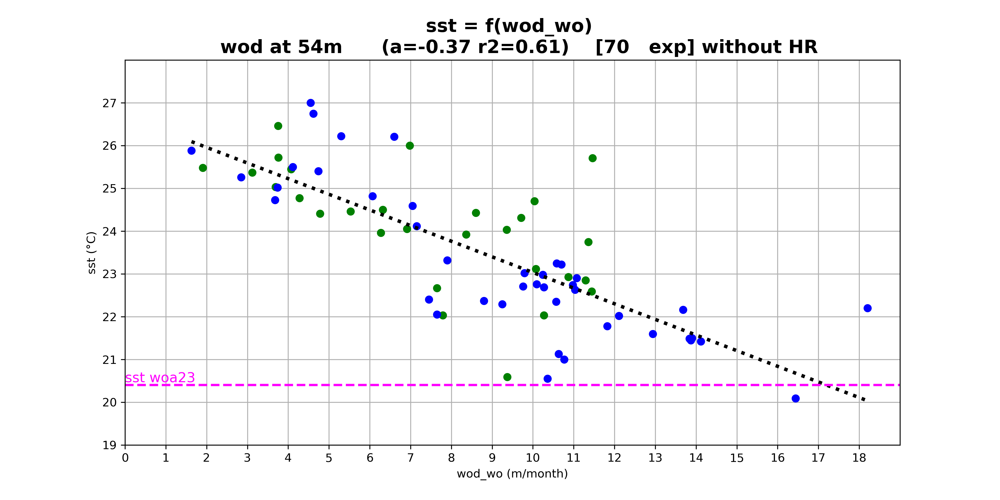 sst = f(wod_wo)
wod at 54m (a=-0.37 r2=0.61) [70 exp] without HR
27
26
25
24
23
22
21
20
19
sst (°C)
sst woa23
0 1 2 3 4 5 6 7 8 9 10 11 12 13 14 15 16 17 18
wod_wo (m/month)